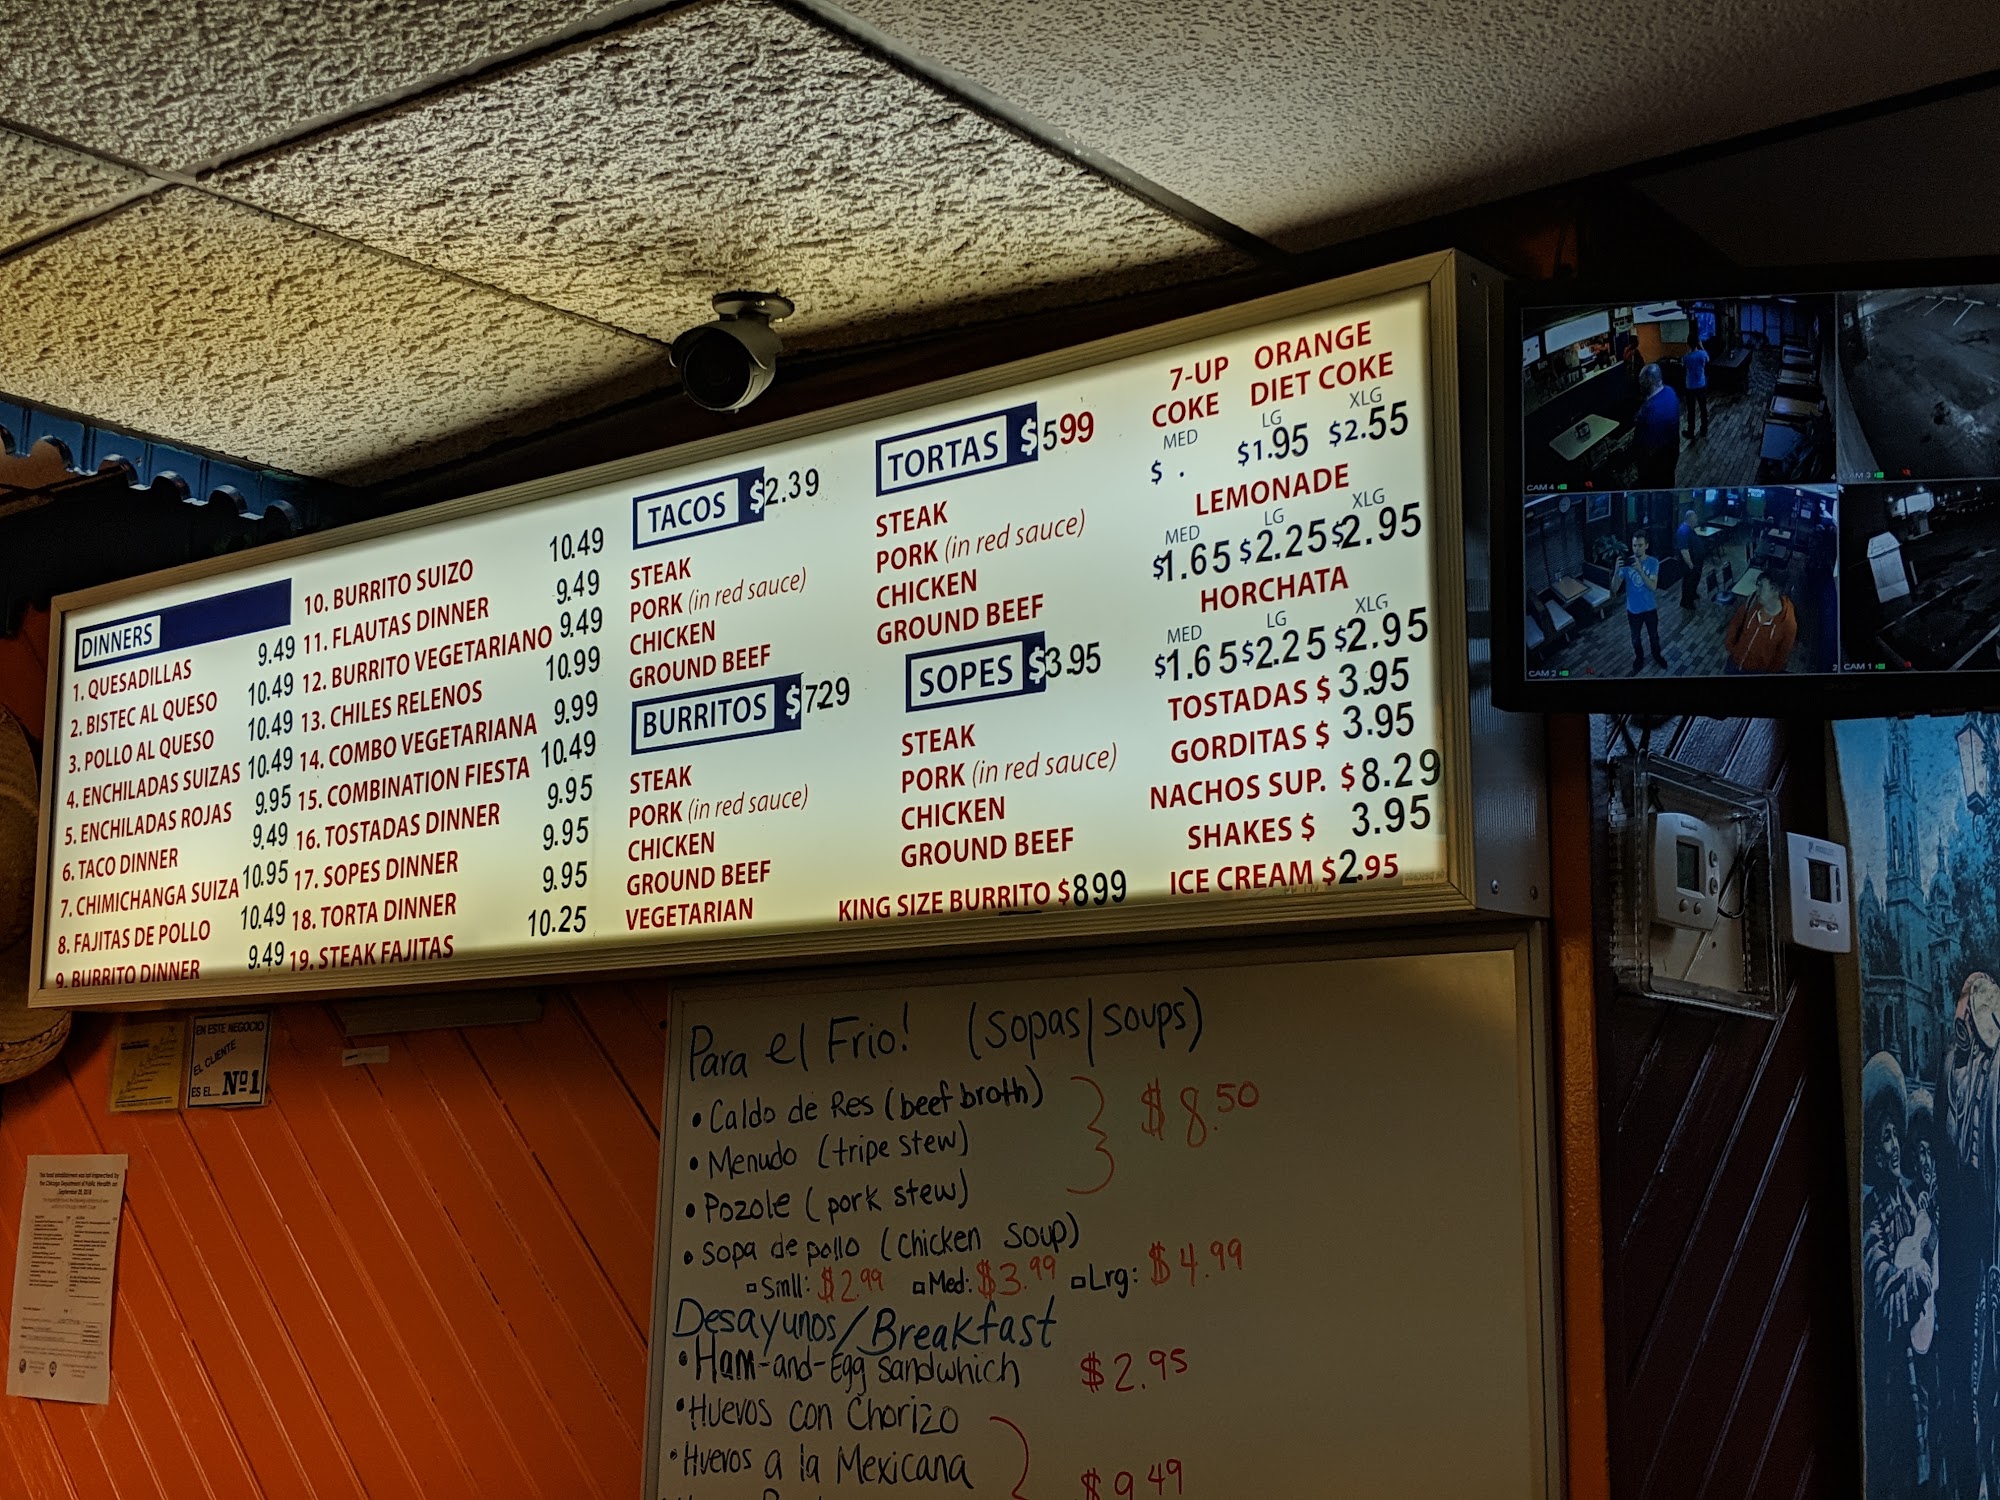 DINNERS
1. QUESADILLAS 9.49
2. BISTEC AL QUESO 10.49
3. POLLO AL QUESO 10.49
4. ENCHILADAS SUIZAS 10.49
5. ENCHILADAS ROJAS 9.95
6. TACO DINNER 9.49
7. CHIMICHANGA SUIZA 10.95
8. FAJITAS DE POLLO 10.49
9. BURRITO DINNER 9.49
10. BURRITO SUIZO 10.49
11. FLAUTAS DINNER 9.49
12. BURRITO VEGETARIANO 9.49
13. CHILES RELENOS 10.99
14. COMBO VEGETARIANA 9.99
15. COMBINATION FIESTA 10.49
16. TOSTADAS DINNER 9.95
17. SOPES DINNER 9.95
18. TORTA DINNER 9.95
19. STEAK FAJITAS 10.25
TACOS $2.39
STEAK
PORK (in red sauce)
CHICKEN
GROUND BEEF
BURRITOS $7.29
STEAK
PORK (in red sauce)
CHICKEN
GROUND BEEF
VEGETARIAN
TORTAS $599
STEAK
PORK (in red sauce)
CHICKEN
GROUND BEEF
SOPES $3.95
STEAK
PORK (in red sauce)
CHICKEN
GROUND BEEF
KING SIZE BURRITO $899
7-UP ORANGE
COKE DIET COKE
MED LG XLG
$ . $1.95 $2.55
LEMONADE
MED LG XLG
$1.65 $2.25 $2.95
HORCHATA
MED LG XLG
$1.65 $2.25 $2.95
TOSTADAS $ 3.95
GORDITAS $ 3.95
NACHOS SUP. $8.29
SHAKES $ 3.95
ICE CREAM $2.95
CAM 4
CAM 3
CAM 2
CAM 1
EN ESTE NEGOCIO
EL CLIENTE
ES EL... Nº1
Para el Frio! (Sopas/soups)
• Caldo de Res (beef broth)
• Menudo (tripe stew) $8.50
• Pozole (pork stew)
• Sopa de pollo (chicken soup)
Smll: $2.99 Med: $3.99 Lrg: $4.99
Desayunos/Breakfast
• Ham-and-Egg sandwhich $2.95
• Huevos con Chorizo
• Huevos a la Mexicana $9.49